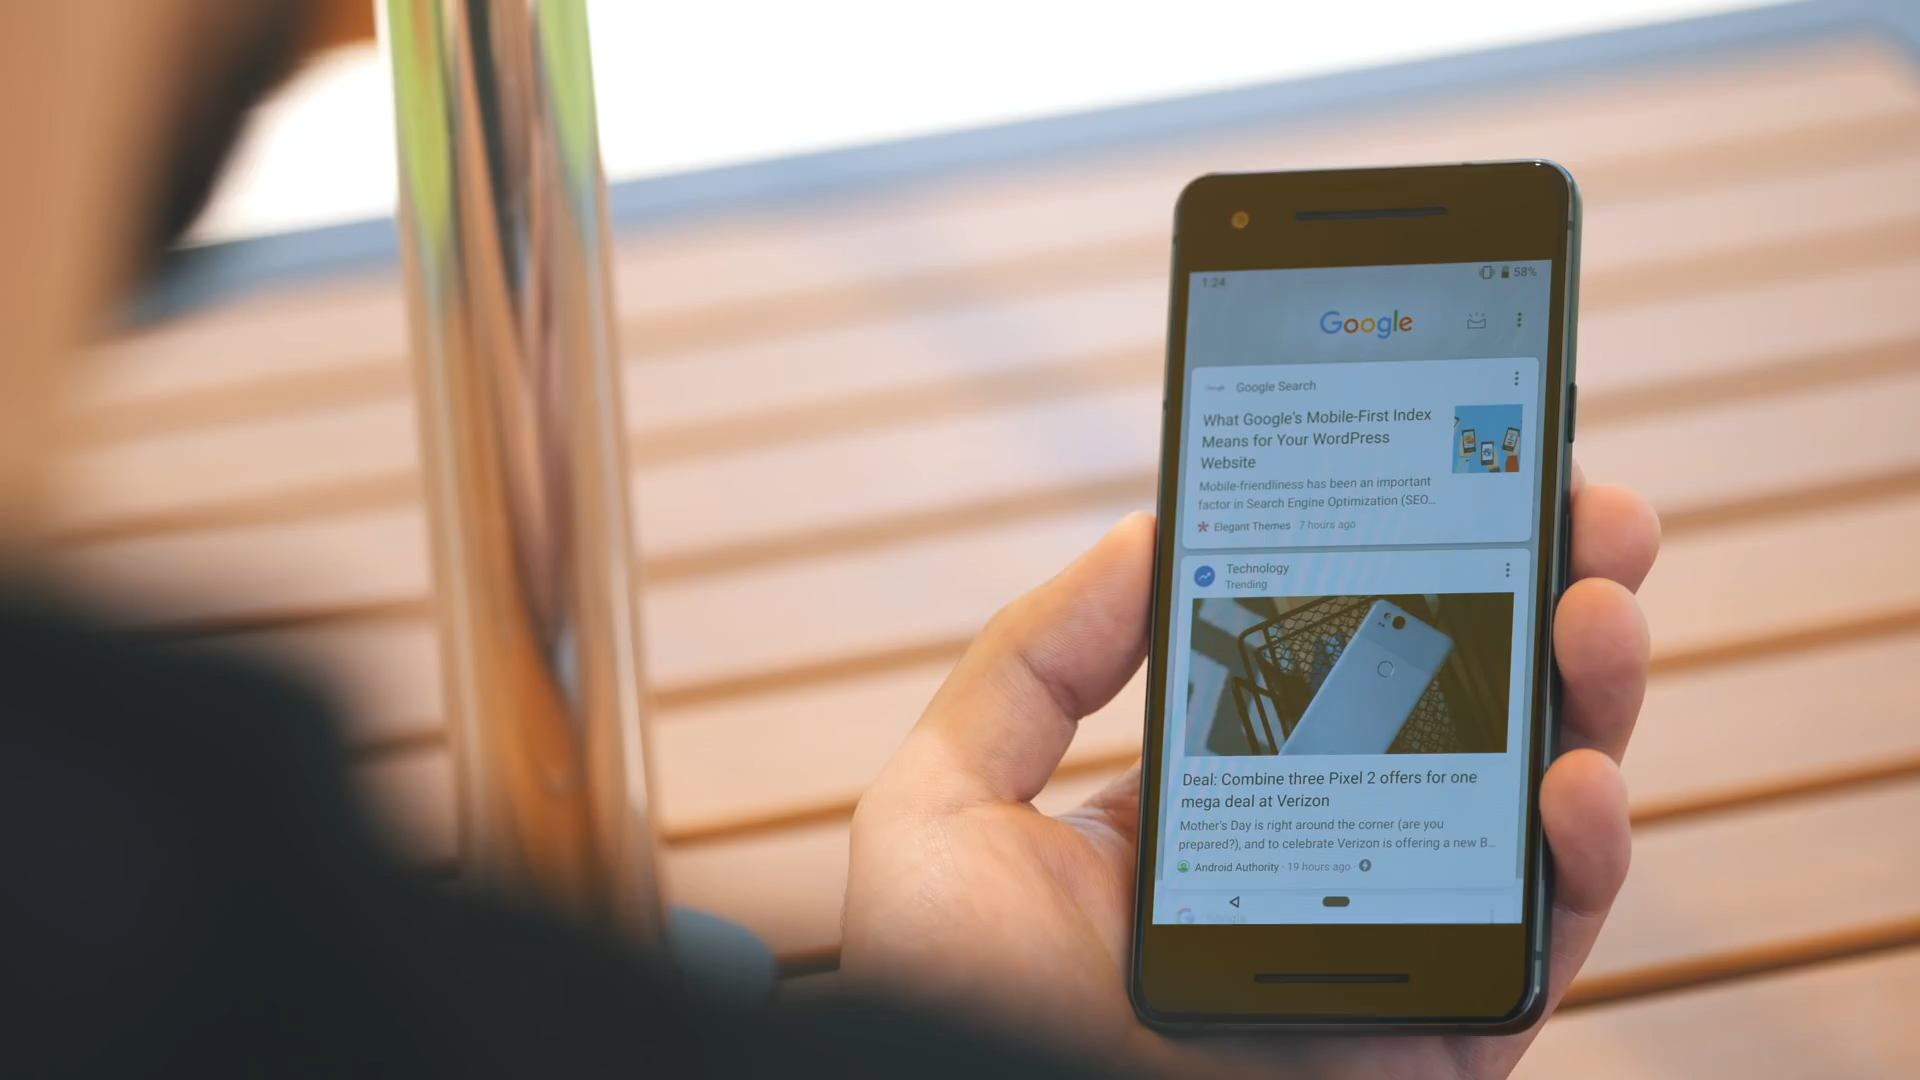 1:24
58%
Google
Google Search
What Google's Mobile-First Index
Means for Your WordPress
Website
Mobile-friendliness has been an important
factor in Search Engine Optimization (SEO...
Elegant Themes 7 hours ago
Technology
Trending
Deal: Combine three Pixel 2 offers for one
mega deal at Verizon
Mother's Day is right around the corner (are you
prepared?), and to celebrate Verizon is offering a new B...
Android Authority · 19 hours ago ·
Google